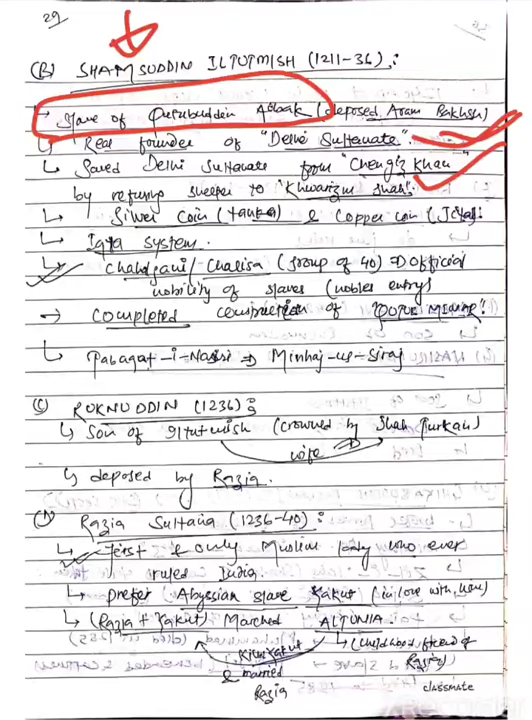 29
(B) SHAMSUDDIN ILTUTMISH (1211-36) :
→ Slave of Qutubuddin Aibak (deposed Aram Bakhsh)
↳ Real founder of "Delhi Sultanate"
↳ Saved Delhi Sultanate from "Chengiz Khan"
by refusing shelter to "Khwarizm Shah"
↳ Silver Coin (tanka) & Copper coin (Jetal)
↳ Iqta System.
↳ Chahalgani/Chalisa (group of 40) ⇒ official
nobility of slaves (nobles entry)
→ Completed construction of "QUTUB MINAR"
↳ Tabaqat-i-Nasiri ⇒ Minhaj-us-Siraj
(C) RUKNUDDIN (1236) :
↳ Son of Iltutmish (crowned by Shah Turkan)
wife
↳ deposed by Razia.
Razia Sultana (1236-40) :
↳ First & only Muslim lady who ever
ruled India.
↳ prefer Abyssian slave Yakut (in love with him)
↳ (Razia + Yakut) Marched ALTUNIA
↳ (childhood friend of
Razia)
Killed Yakut
& married
Razia
classmate